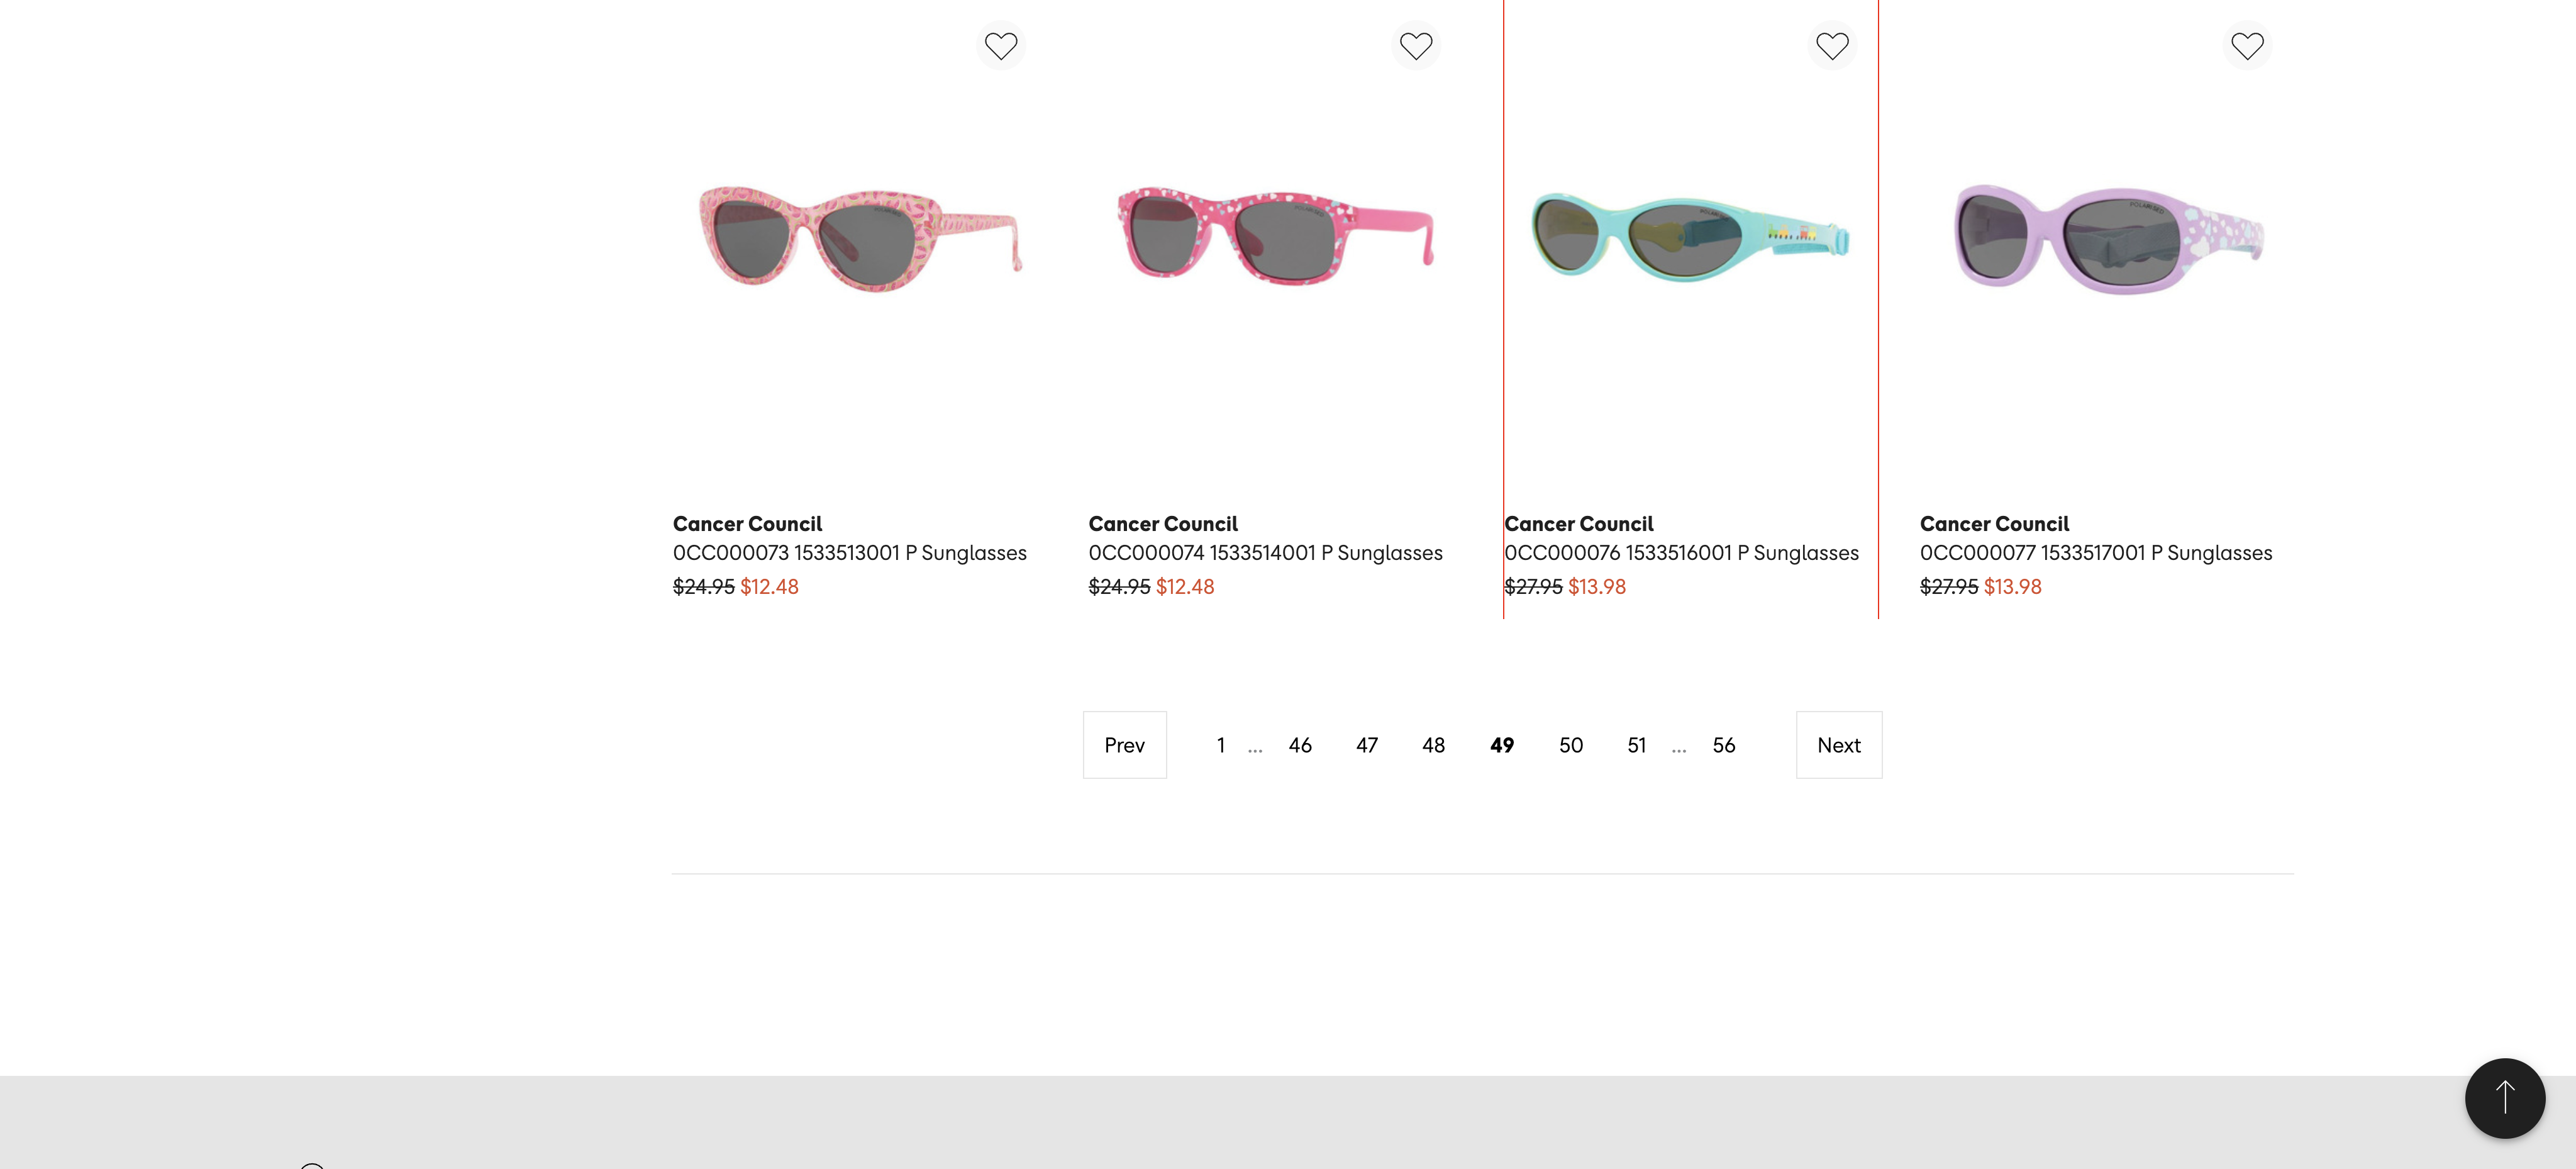 Cancer Council
0CC000073 1533513001 P Sunglasses
$24.95 $12.48
Cancer Council
0CC000074 1533514001 P Sunglasses
$24.95 $12.48
Cancer Council
0CC000076 1533516001 P Sunglasses
$27.95 $13.98
Cancer Council
0CC000077 1533517001 P Sunglasses
$27.95 $13.98
Prev 1 ... 46 47 48 49 50 51 ... 56 Next